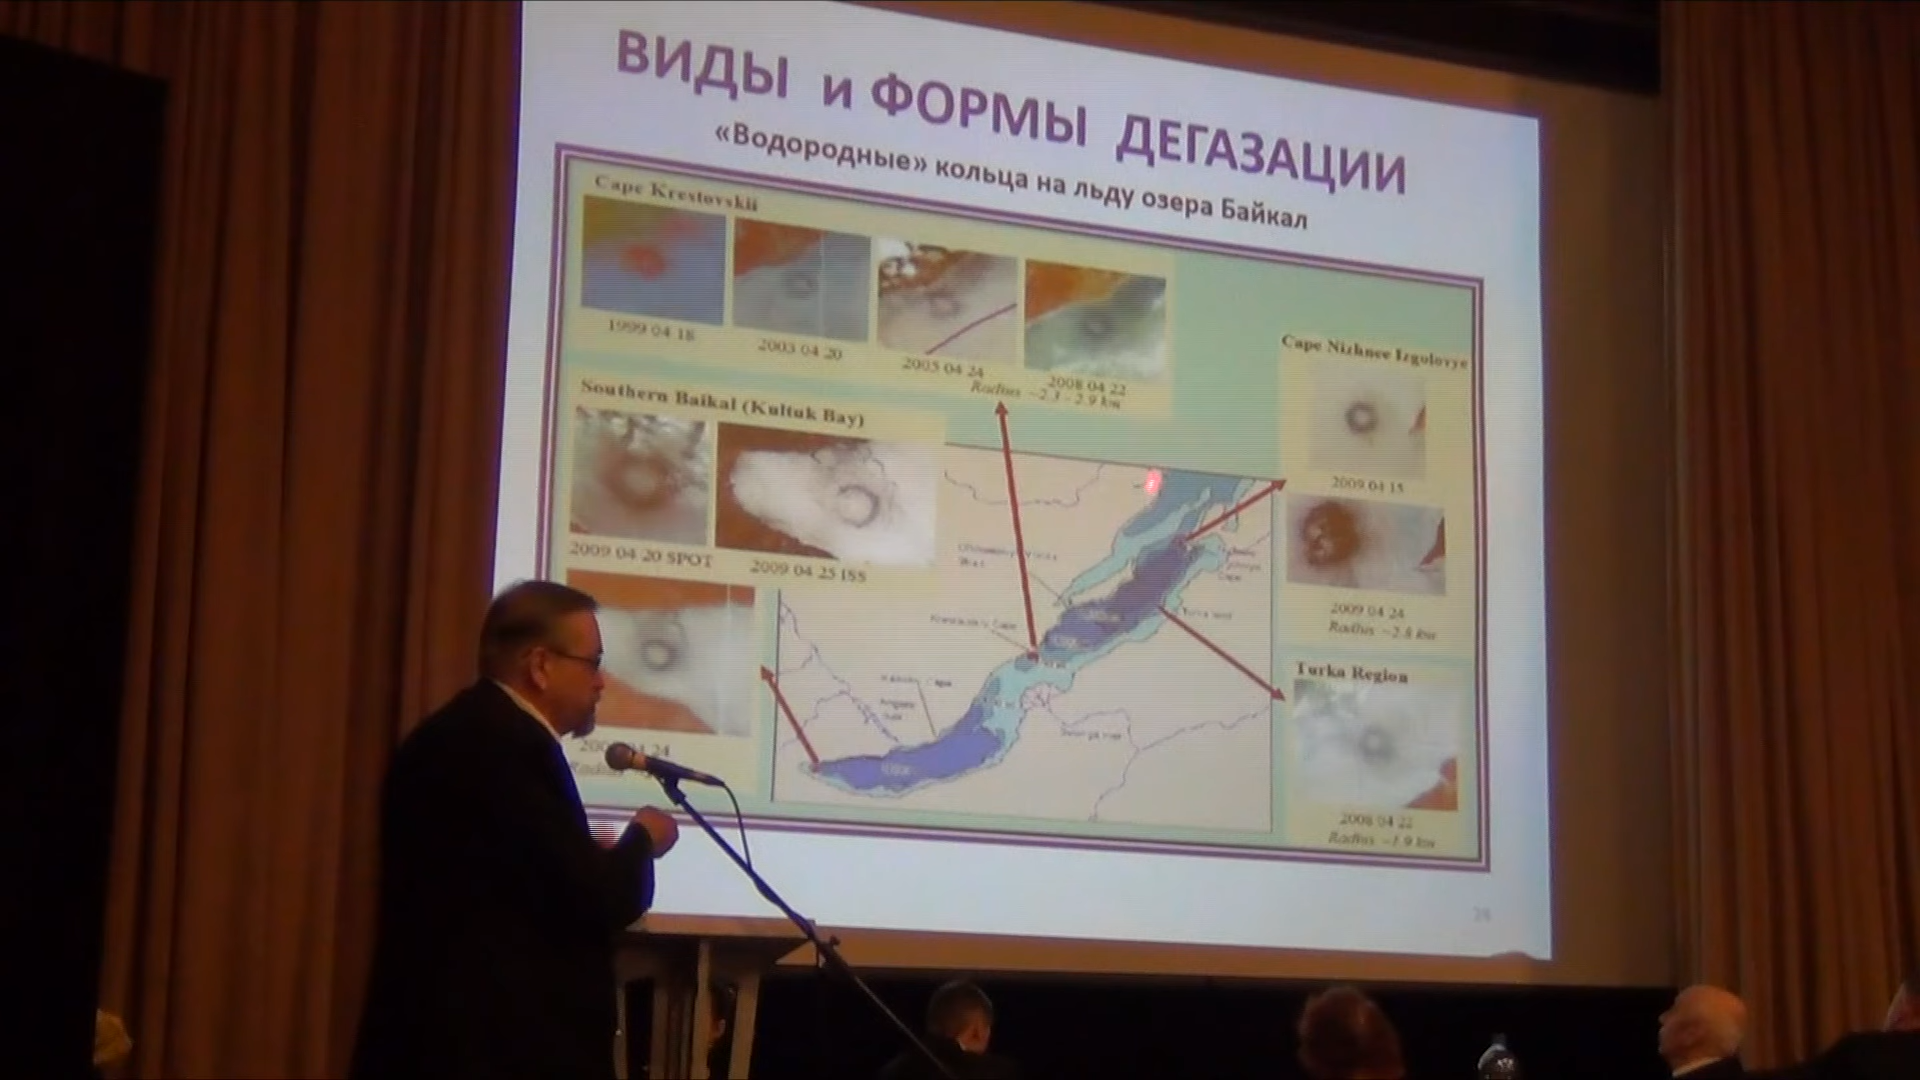 ВИДЫ и ФОРМЫ ДЕГАЗАЦИИ
«Водородные» кольца на льду озера Байкал
Cape Krestovskii
1999 04 18
2003 04 20
2005 04 24
2008 04 22
Radius ~2.3 - 2.9 km
Cape Nizhnee Izgolovye
2009 04 15
2009 04 24
Radius ~2.8 km
Southern Baikal (Kultuk Bay)
2009 04 20 SPOT
2009 04 25 ISS
24
Turka Region
2008 04 22
Radius ~1.9 km